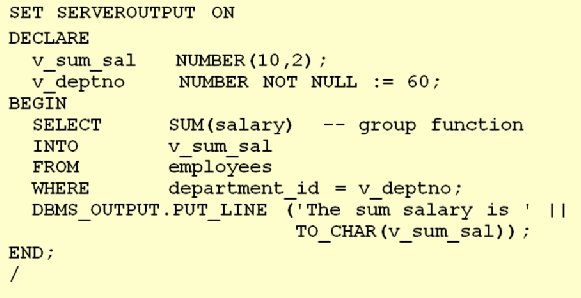 SET SERVEROUTPUT ON
DECLARE
  v_sum_sal   NUMBER(10,2);
  v_deptno    NUMBER NOT NULL := 60;
BEGIN
  SELECT      SUM(salary)  -- group function
  INTO        v_sum_sal
  FROM        employees
  WHERE       department_id = v_deptno;
  DBMS_OUTPUT.PUT_LINE ('The sum salary is ' ||
                        TO_CHAR(v_sum_sal));
END;
/